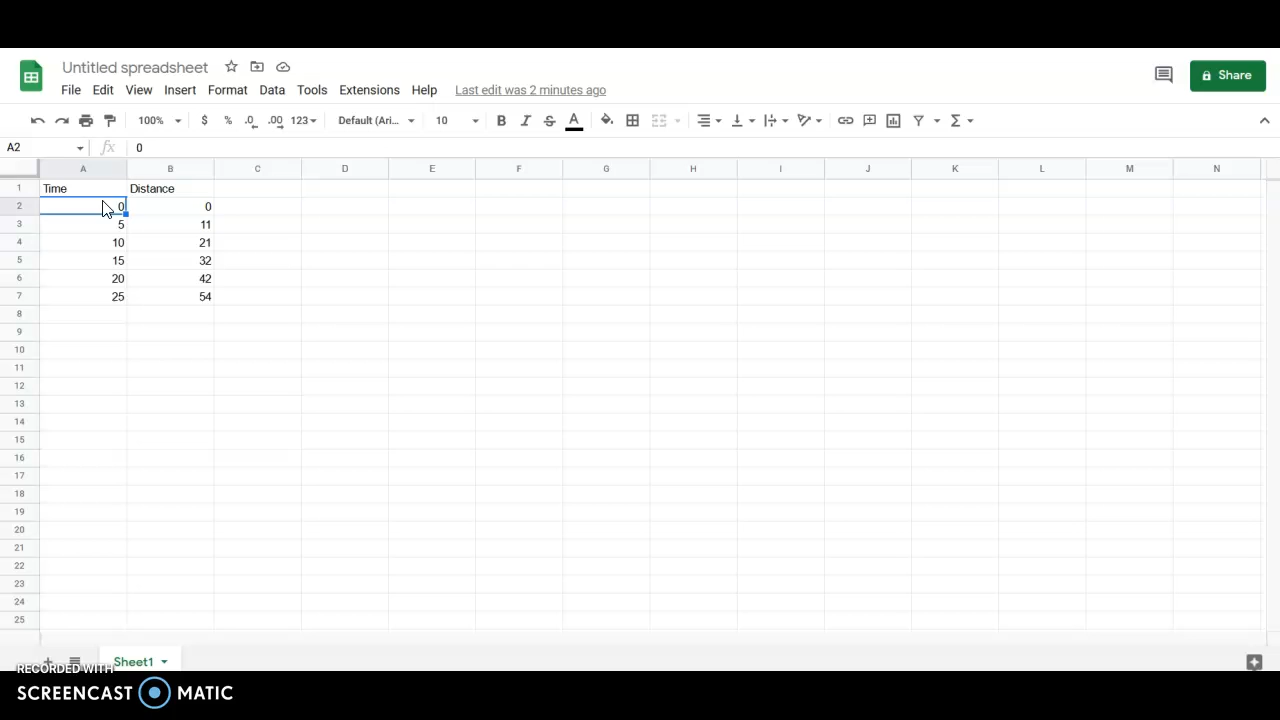 Untitled spreadsheet
File Edit View Insert Format Data Tools Extensions Help Last edit was 2 minutes ago
Share
100% $ % .0 .00 123 Default (Ari... 10 B I S A Σ
A2 fx 0
A B C D E F G H I J K L M N
1 Time Distance
2 0 0
3 5 11
4 10 21
5 15 32
6 20 42
7 25 54
8
9
10
11
12
13
14
15
16
17
18
19
20
21
22
23
24
25
Sheet1
RECORDED WITH
SCREENCAST MATIC